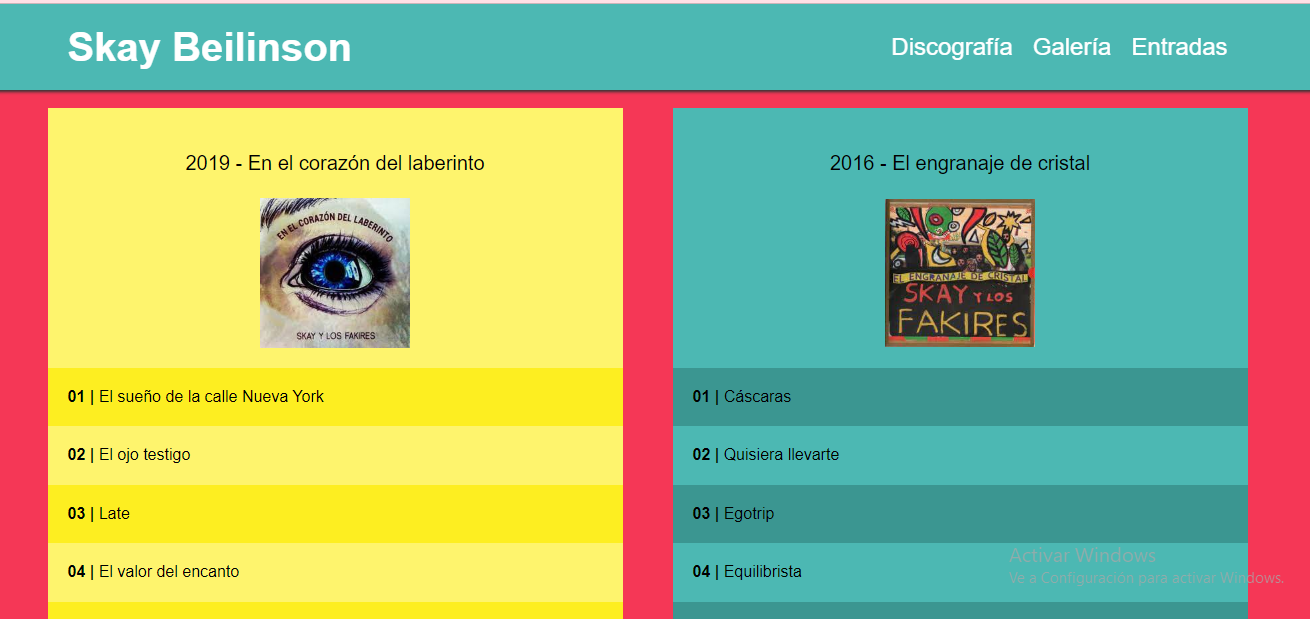 Skay Beilinson
Discografía Galería Entradas
2019 - En el corazón del laberinto
EN EL CORAZÓN DEL LABERINTO
SKAY Y LOS FAKIRES
01 | El sueño de la calle Nueva York
02 | El ojo testigo
03 | Late
04 | El valor del encanto
2016 - El engranaje de cristal
EL ENGRANAJE DE CRISTAL
SKAY Y LOS
FAKIRES
01 | Cáscaras
02 | Quisiera llevarte
03 | Egotrip
04 | Equilibrista
Activar Windows
Ve a Configuración para activar Windows.